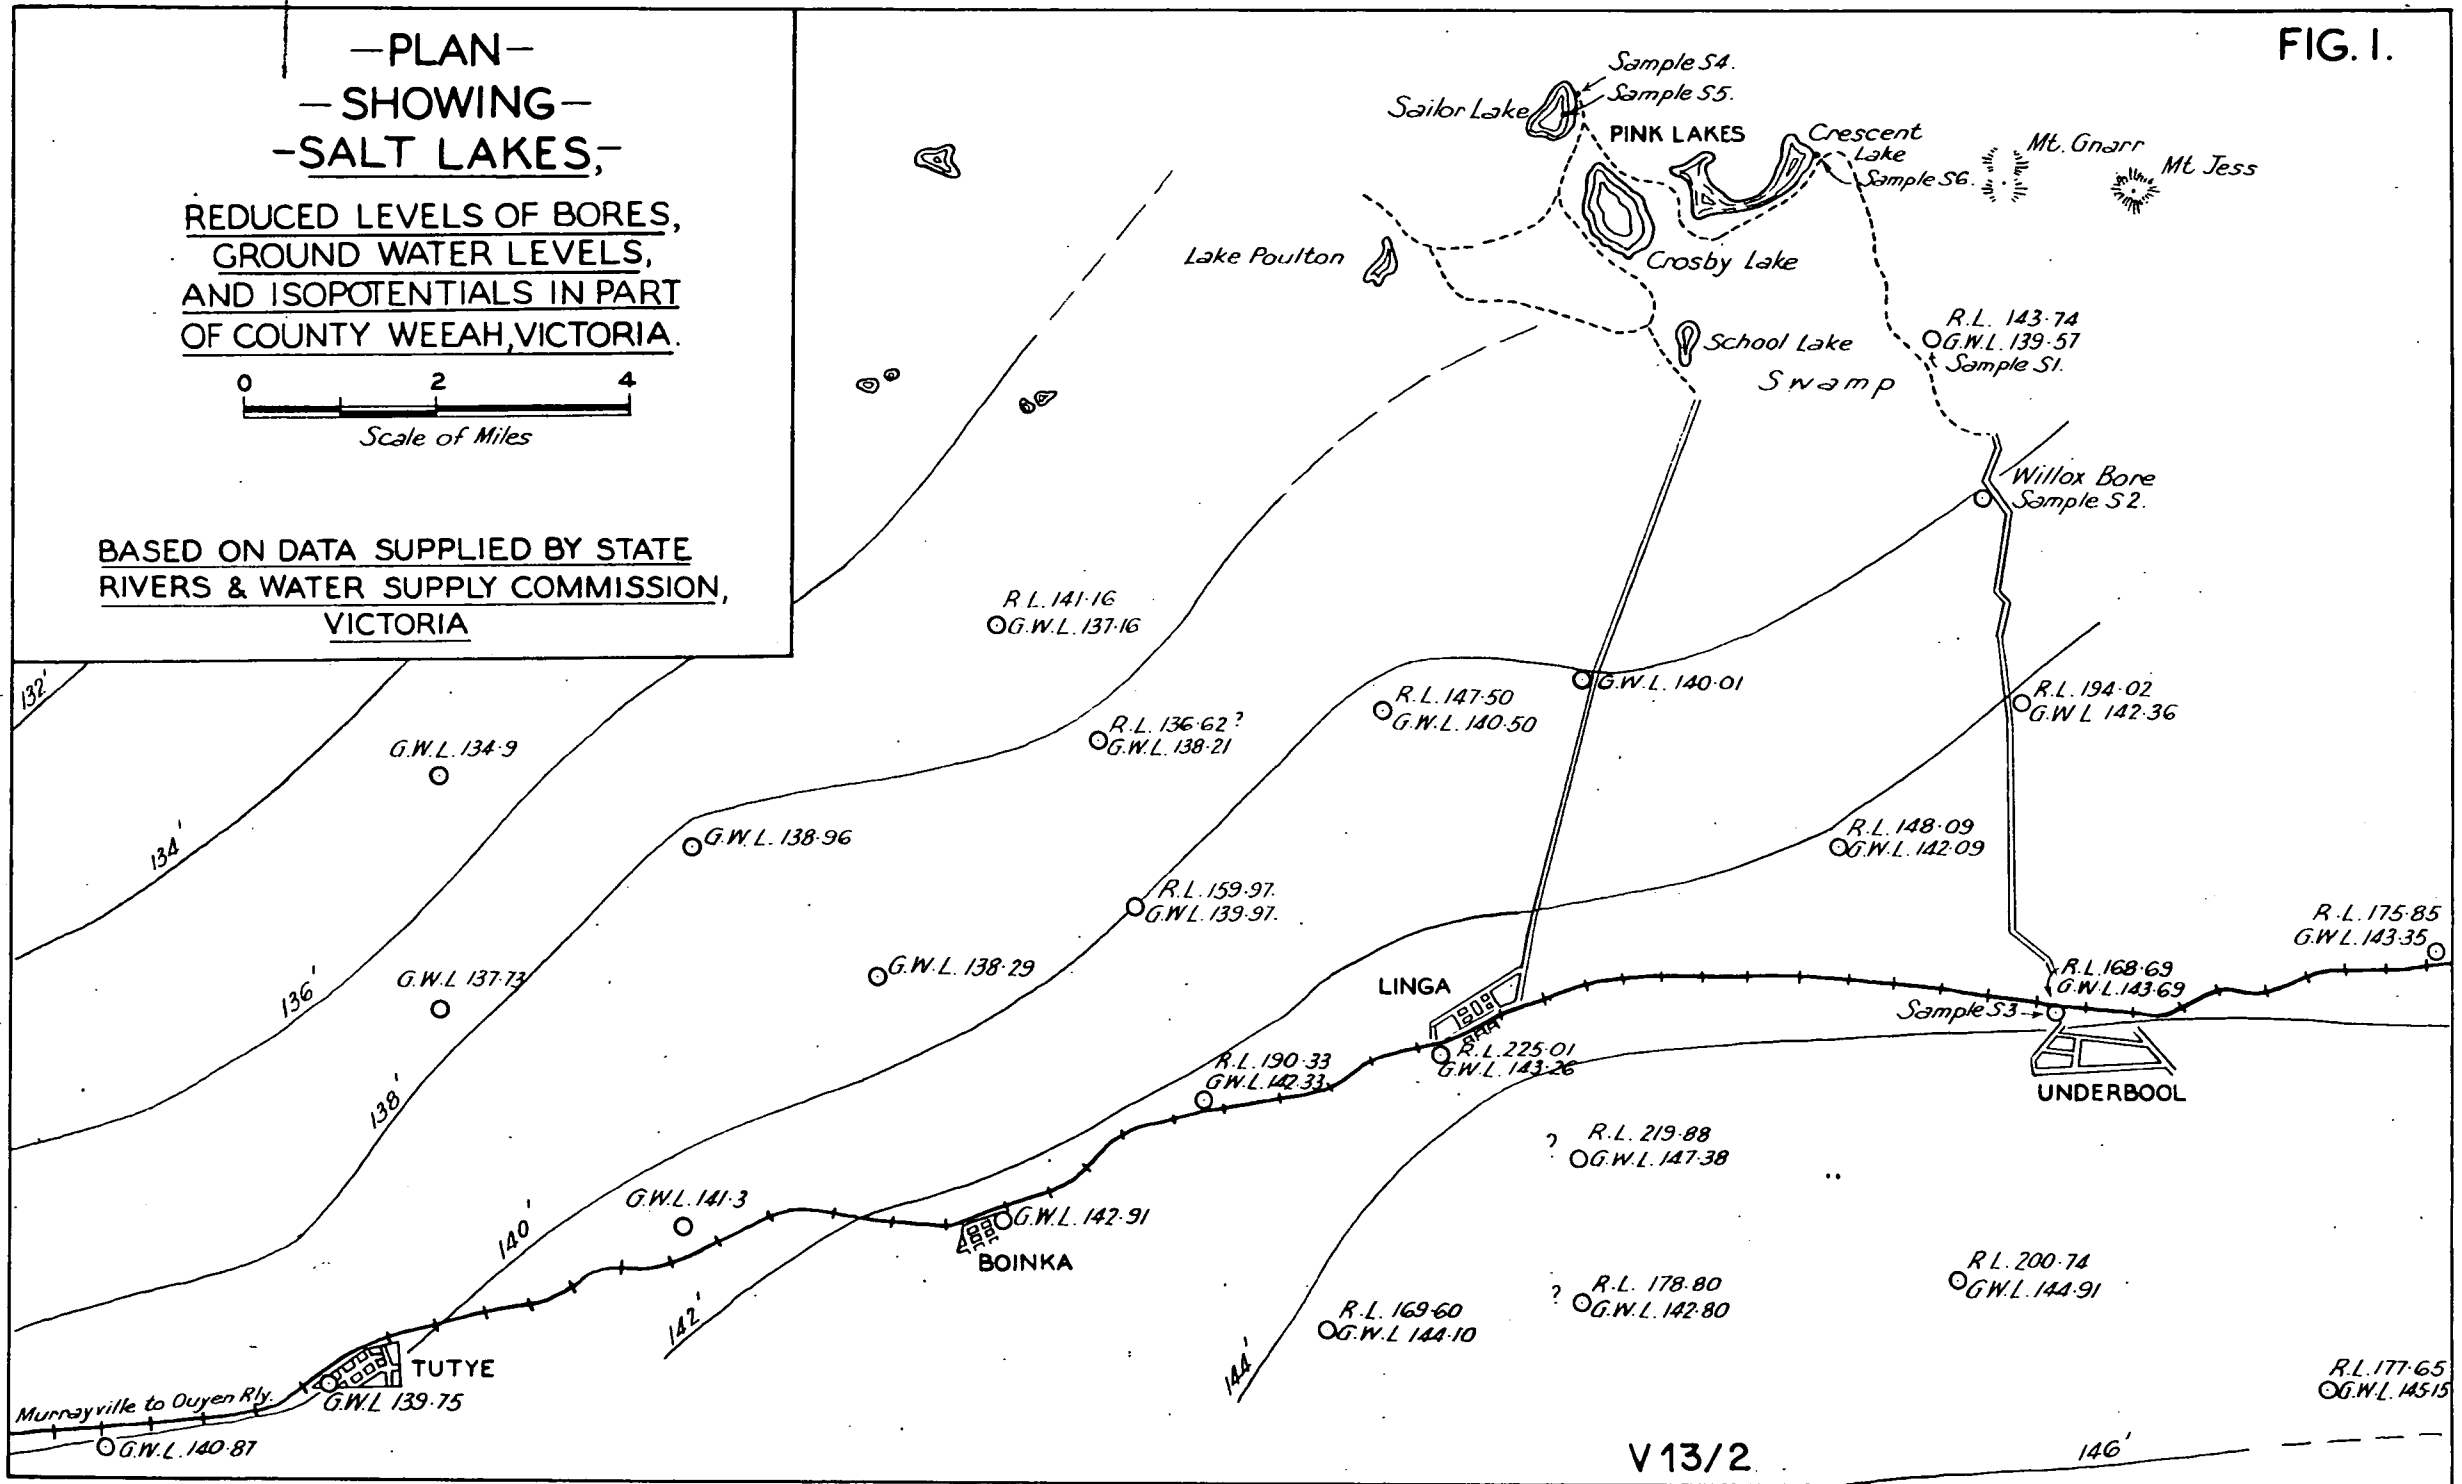 FIG. 1.
—PLAN—
—SHOWING—
-SALT LAKES,-
REDUCED LEVELS OF BORES,
GROUND WATER LEVELS,
AND ISOPOTENTIALS IN PART
OF COUNTY WEEAH, VICTORIA.
0 2 4
Scale of Miles
BASED ON DATA SUPPLIED BY STATE
RIVERS & WATER SUPPLY COMMISSION,
VICTORIA
Sample S4.
Sample S5.
Sailor Lake
PINK LAKES
Crescent
Lake
Sample S6.
Mt. Gnarr
Mt Jess
Lake Poulton
Crosby Lake
School Lake
Swamp
R.L. 143·74
G.W.L. 139·57
Sample S1.
Willox Bore
Sample S2.
R L. 141·16
G.W.L. 137·16
132'
G.W.L. 134·9
134'
R.L. 136·62?
G.W.L. 138·21
R.L. 147·50
G.W.L. 140·50
G.W.L. 140·01
R.L. 194·02
G.W L 142·36
G.W.L. 138·96
R.L. 148·09
G.W.L. 142·09
R.L. 159·97.
G.W.L. 139·97.
R.L. 175·85
G.W.L. 143·35
136'
G.W.L 137·73
G.W.L. 138·29
LINGA
R.L. 168·69
G.W.L. 143·69
Sample S3
UNDERBOOL
138'
R.L. 190·33
G.W.L. 142·33
R.L. 225·01
G.W.L. 143·26
? R.L. 219·88
G.W.L. 147·38
140'
G.W.L. 141·3
G.W.L. 142·91
BOINKA
142'
144'
R.L. 169·60
G.W.L 144·10
? R.L. 178·80
G.W.L. 142·80
R L. 200·74
G.W.L. 144·91
TUTYE
G.W.L 139·75
Murrayville to Ouyen Rly.
G.W.L. 140·87
R.L. 177·65
G.W.L. 145·15
146'
V 13/2